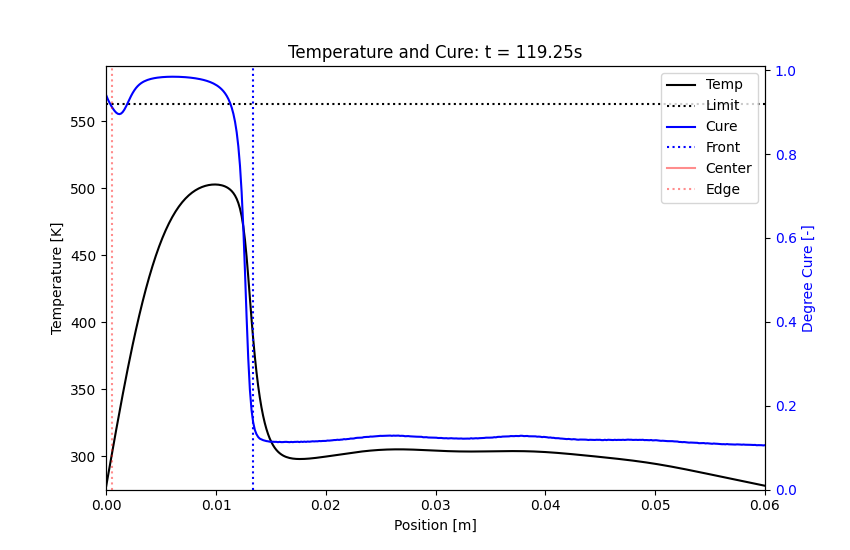 Temperature and Cure: t = 119.25s
Temp
Limit
Cure
Front
Center
Edge
550
500
450
400
350
300
Temperature [K]
1.0
0.8
0.6
0.4
0.2
0.0
Degree Cure [-]
0.00 0.01 0.02 0.03 0.04 0.05 0.06
Position [m]